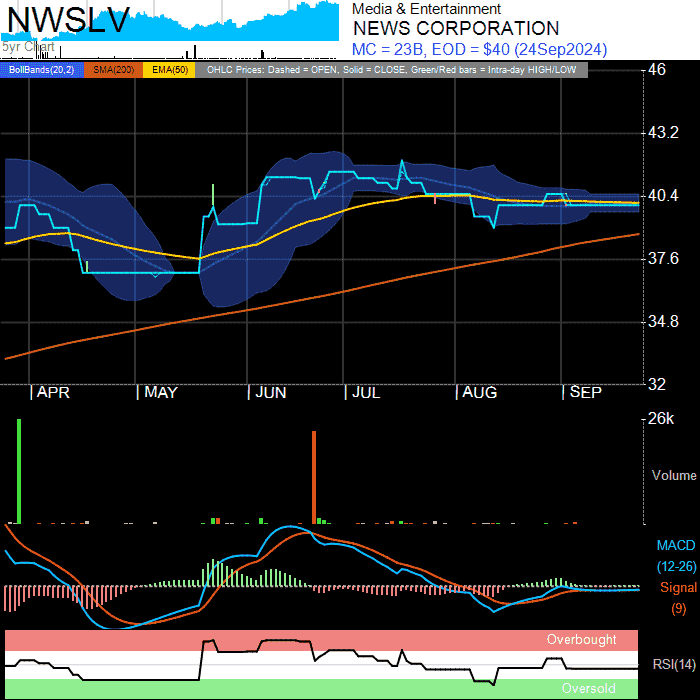 NWSLV
5yr Chart
Media & Entertainment
NEWS CORPORATION
MC = 23B, EOD = $40 (24Sep2024)
BollBands(20,2) SMA(200) EMA(50) OHLC Prices: Dashed = OPEN, Solid = CLOSE, Green/Red bars = Intra-day HIGH/LOW
46
43.2
40.4
37.6
34.8
32
APR MAY JUN JUL AUG SEP
26k
Volume
MACD
(12-26)
Signal
(9)
Overbought
RSI(14)
Oversold